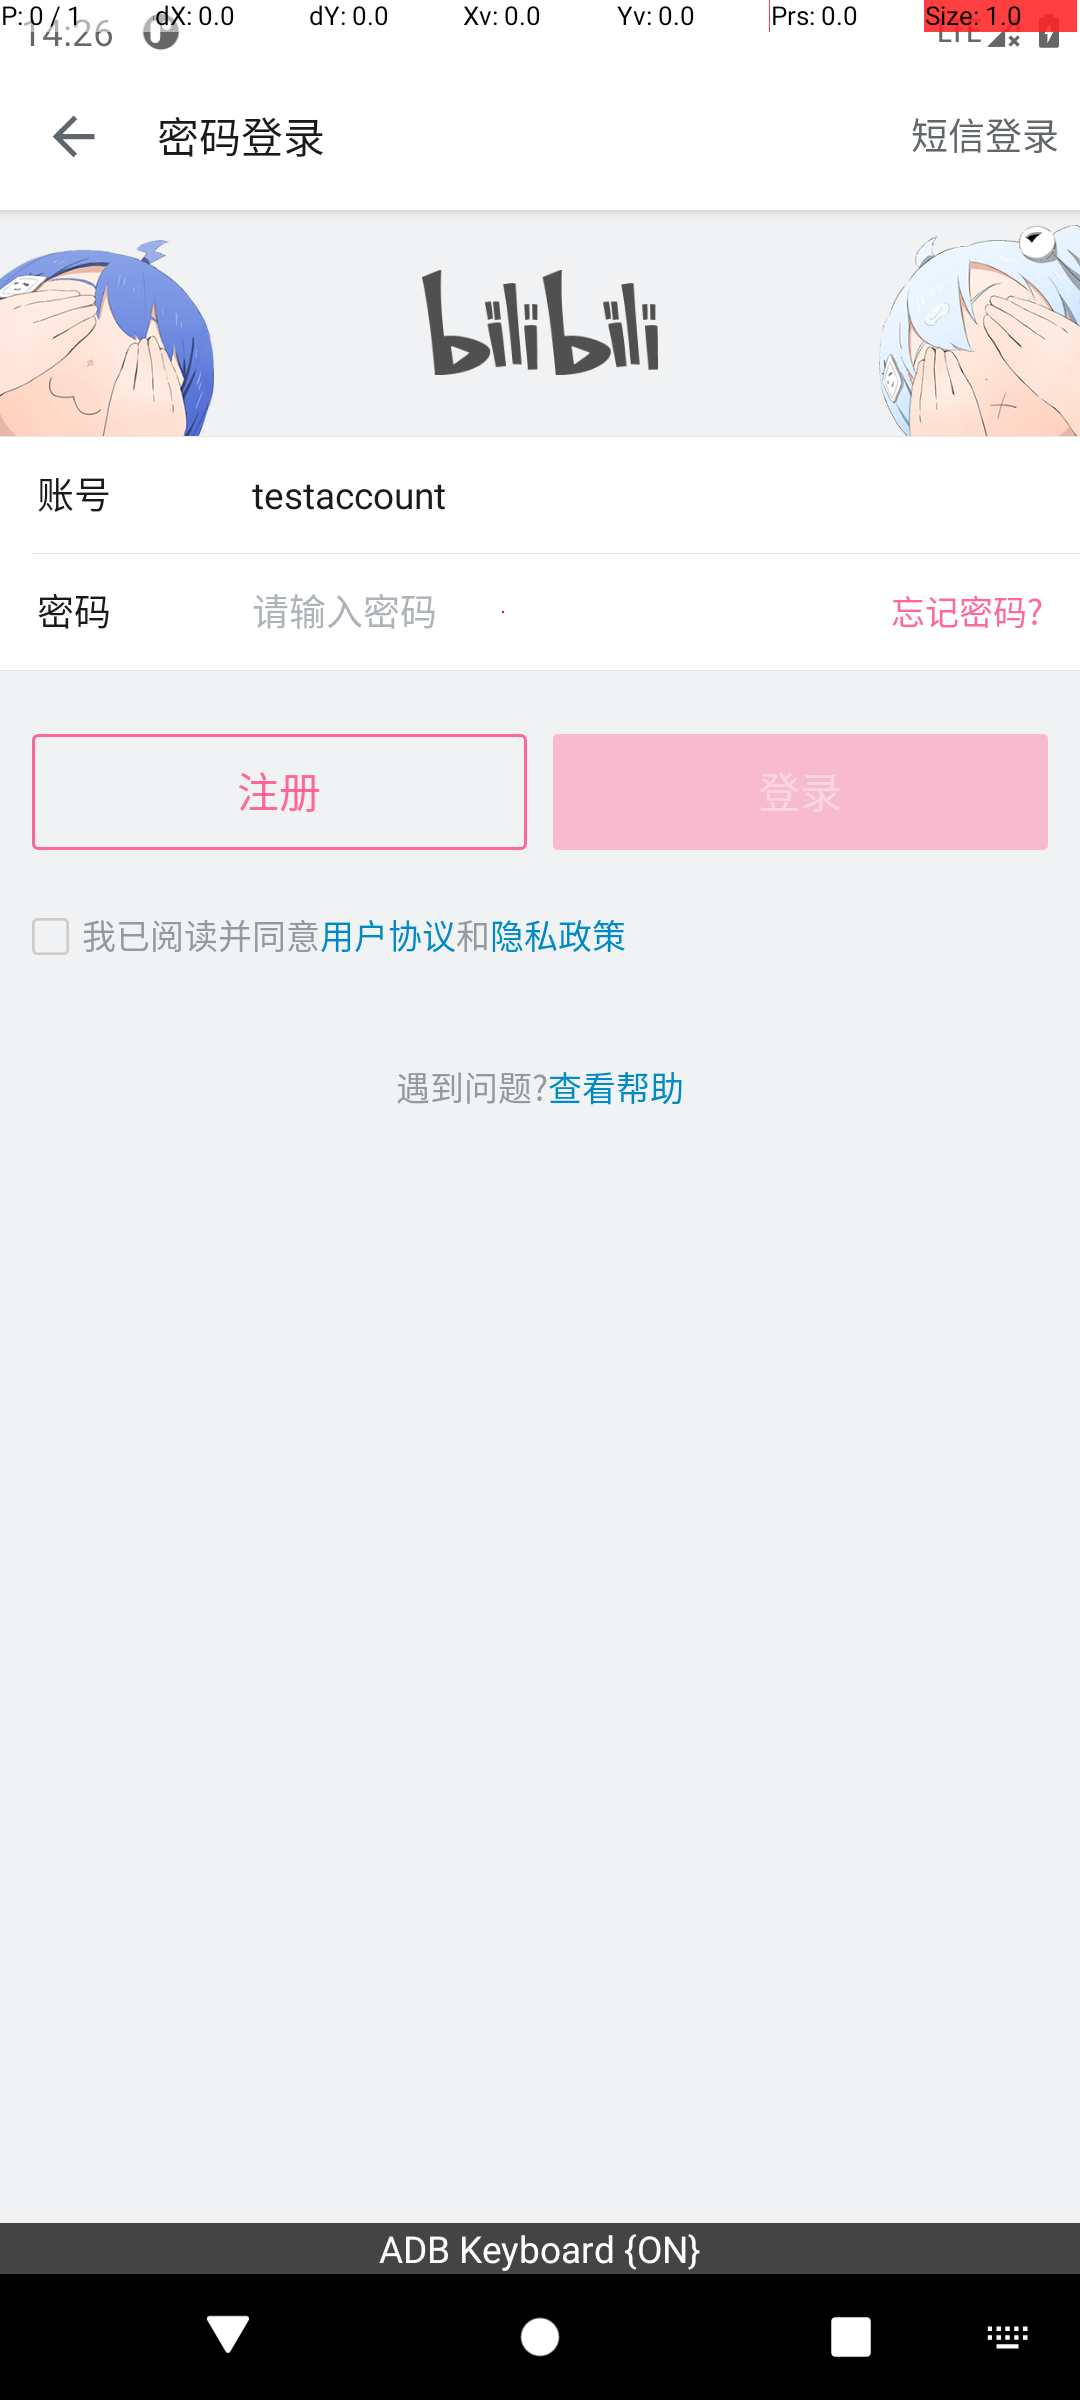 P: 0 / 1 dX: 0.0 dY: 0.0 Xv: 0.0 Yv: 0.0 Prs: 0.0 Size: 1.0
14:26 LTE
密码登录 短信登录
bilibili
账号 testaccount
密码 请输入密码 忘记密码?
注册 登录
我已阅读并同意用户协议和隐私政策
遇到问题?查看帮助
ADB Keyboard {ON}